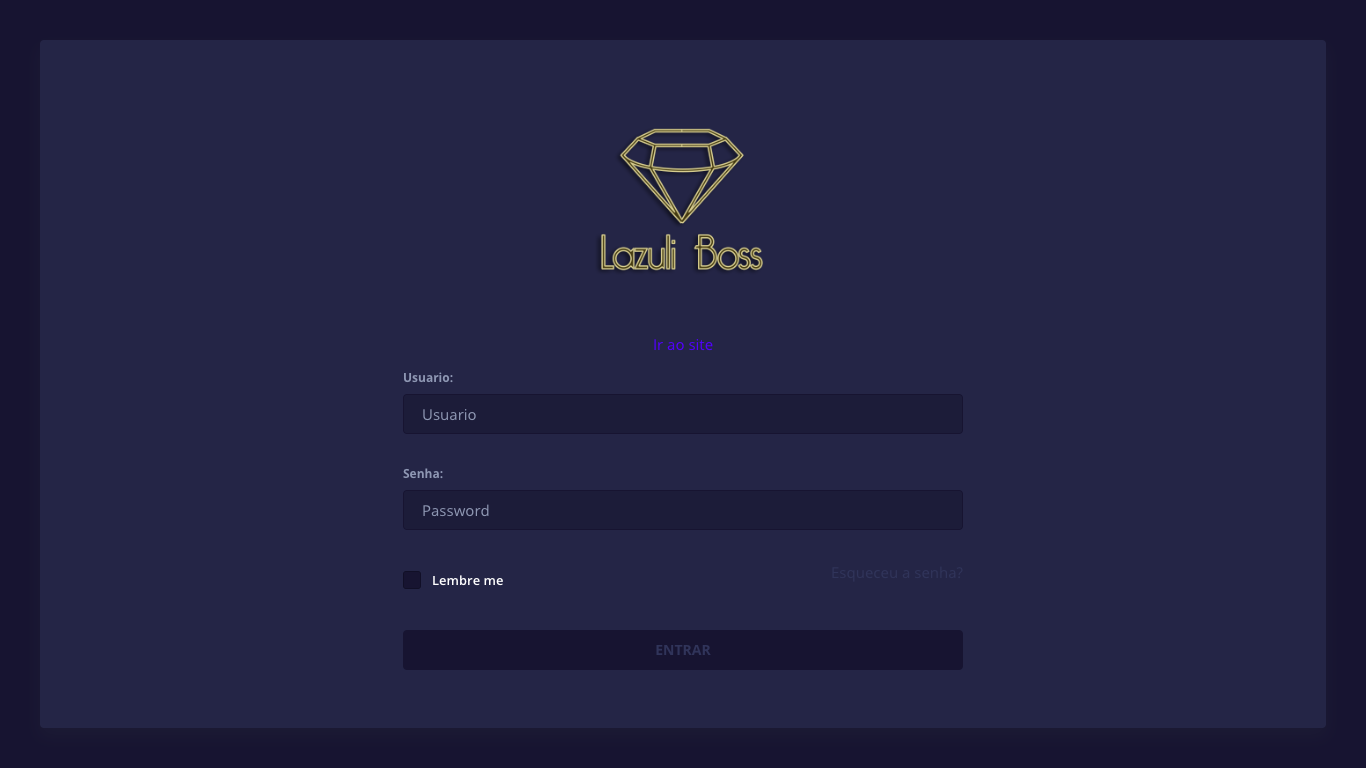 Lazuli Boss
Ir ao site
Usuario:
Usuario
Senha:
Password
Lembre me
Esqueceu a senha?
ENTRAR